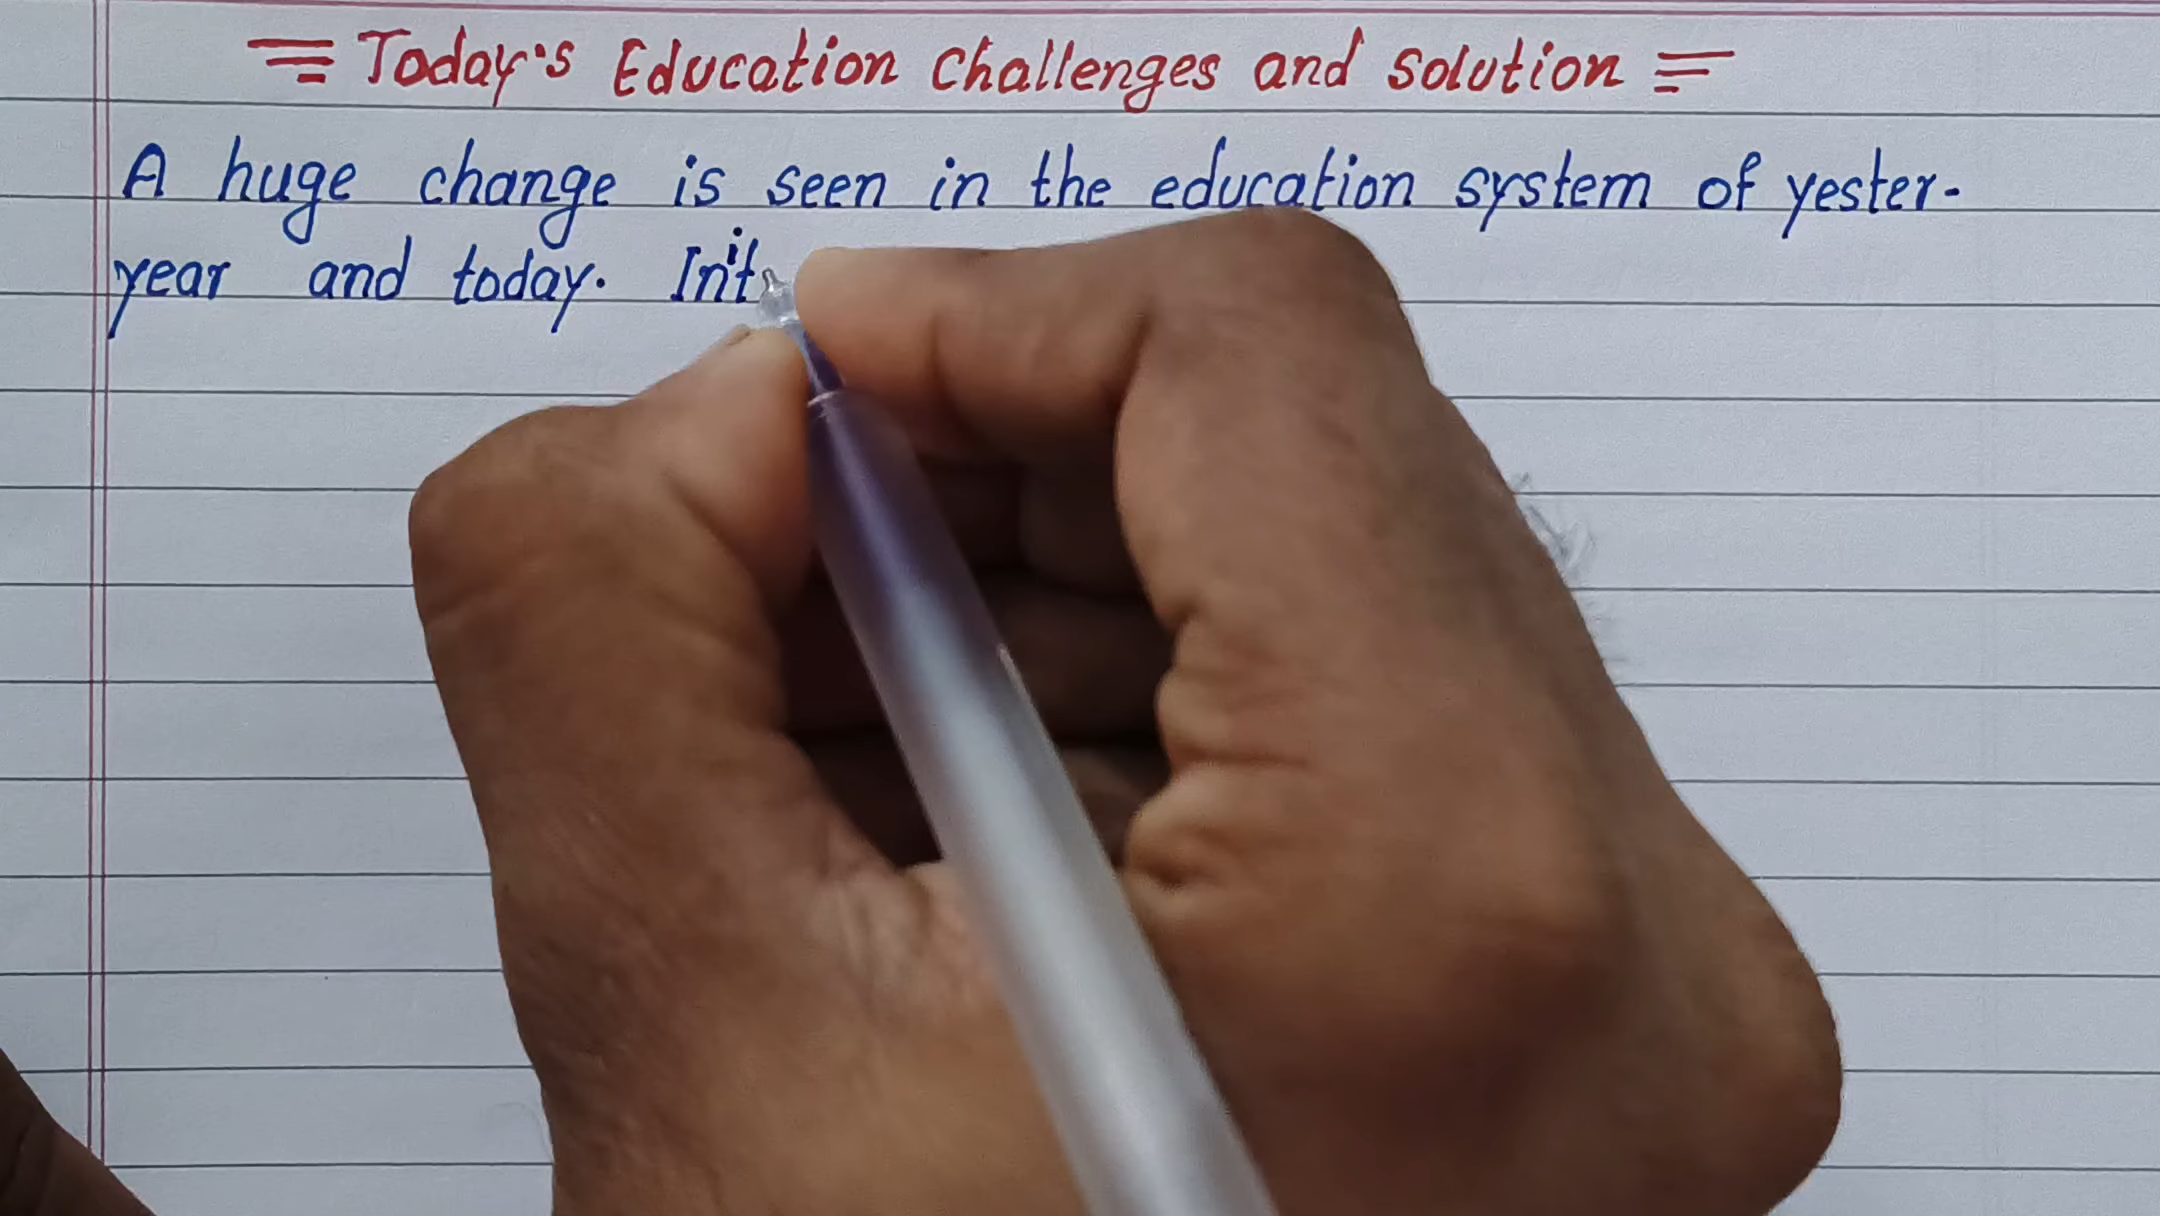 Today's Education Challenges and solution
A huge change is seen in the education system of yester-
year and today. Init